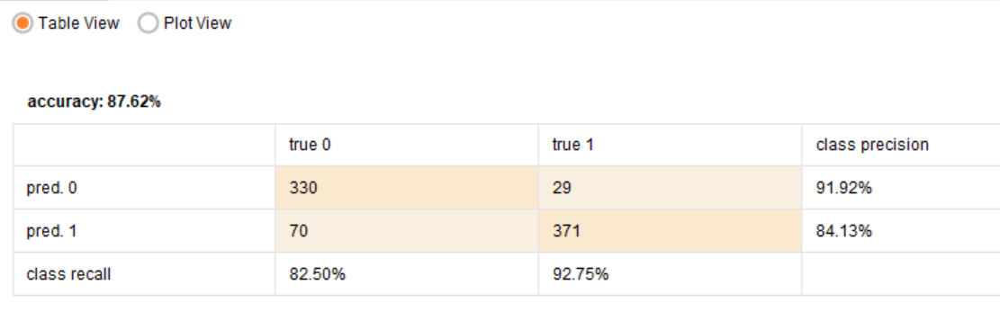 Table View Plot View
accuracy: 87.62%
true 0 true 1 class precision
pred. 0 330 29 91.92%
pred. 1 70 371 84.13%
class recall 82.50% 92.75%